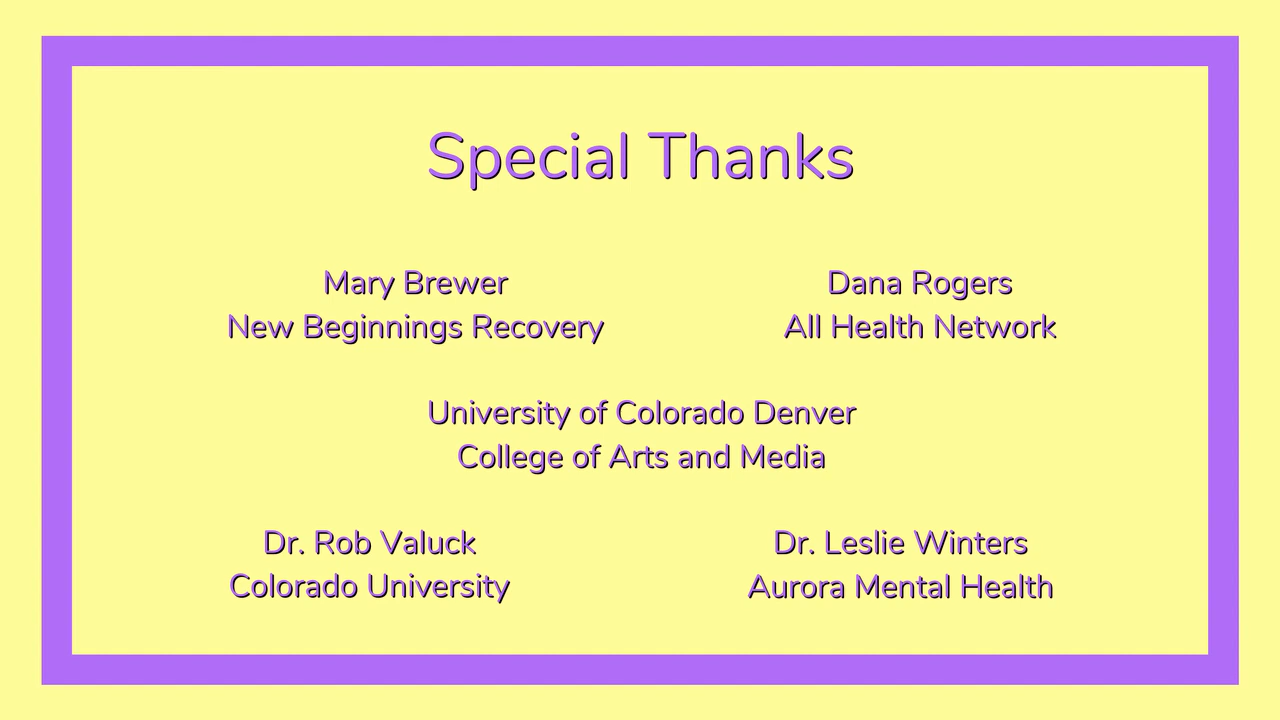 Special Thanks
Mary Brewer
New Beginnings Recovery
Dana Rogers
All Health Network
University of Colorado Denver
College of Arts and Media
Dr. Rob Valuck
Colorado University
Dr. Leslie Winters
Aurora Mental Health